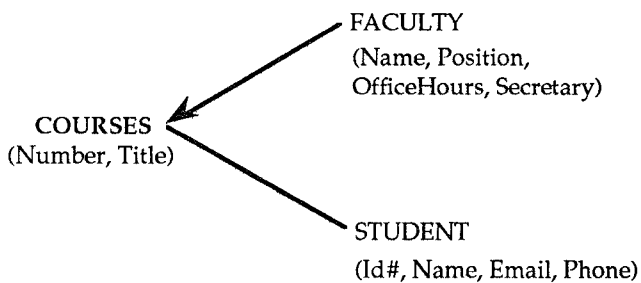 FACULTY
(Name, Position,
OfficeHours, Secretary)
COURSES
(Number, Title)
STUDENT
(Id#, Name, Email, Phone)